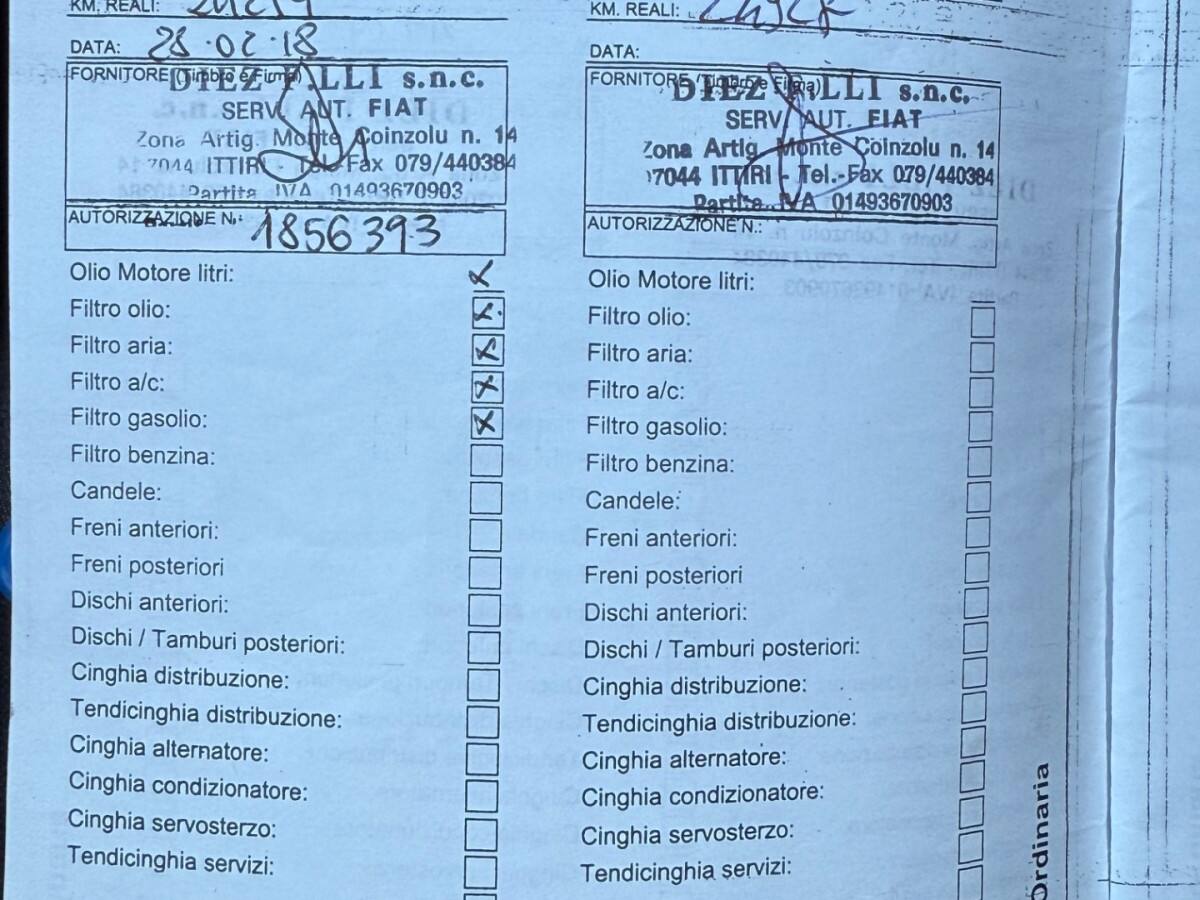 KM. REALI:
DATA: 28.02.18
FORNITORE (Timbro e Firma)
DIEZ F.LLI s.n.c.
SERV. AUT. FIAT
Zona Artig. Monte Coinzolu n. 14
7044 ITTIRI - Tel.-Fax 079/440384
Partita IVA 01493670903
AUTORIZZAZIONE N.: 1856393
Olio Motore litri: x
Filtro olio: x
Filtro aria: x
Filtro a/c: x
Filtro gasolio: x
Filtro benzina:
Candele:
Freni anteriori:
Freni posteriori
Dischi anteriori:
Dischi / Tamburi posteriori:
Cinghia distribuzione:
Tendicinghia distribuzione:
Cinghia alternatore:
Cinghia condizionatore:
Cinghia servosterzo:
Tendicinghia servizi:
KM. REALI:
DATA:
FORNITORE (Timbro e Firma)
DIEZ F.LLI s.n.c.
SERV. AUT. FIAT
Zona Artig. Monte Coinzolu n. 14
7044 ITTIRI - Tel.-Fax 079/440384
Partita IVA 01493670903
AUTORIZZAZIONE N.:
Olio Motore litri:
Filtro olio:
Filtro aria:
Filtro a/c:
Filtro gasolio:
Filtro benzina:
Candele:
Freni anteriori:
Freni posteriori
Dischi anteriori:
Dischi / Tamburi posteriori:
Cinghia distribuzione:
Tendicinghia distribuzione:
Cinghia alternatore:
Cinghia condizionatore:
Cinghia servosterzo:
Tendicinghia servizi:
Ordinaria